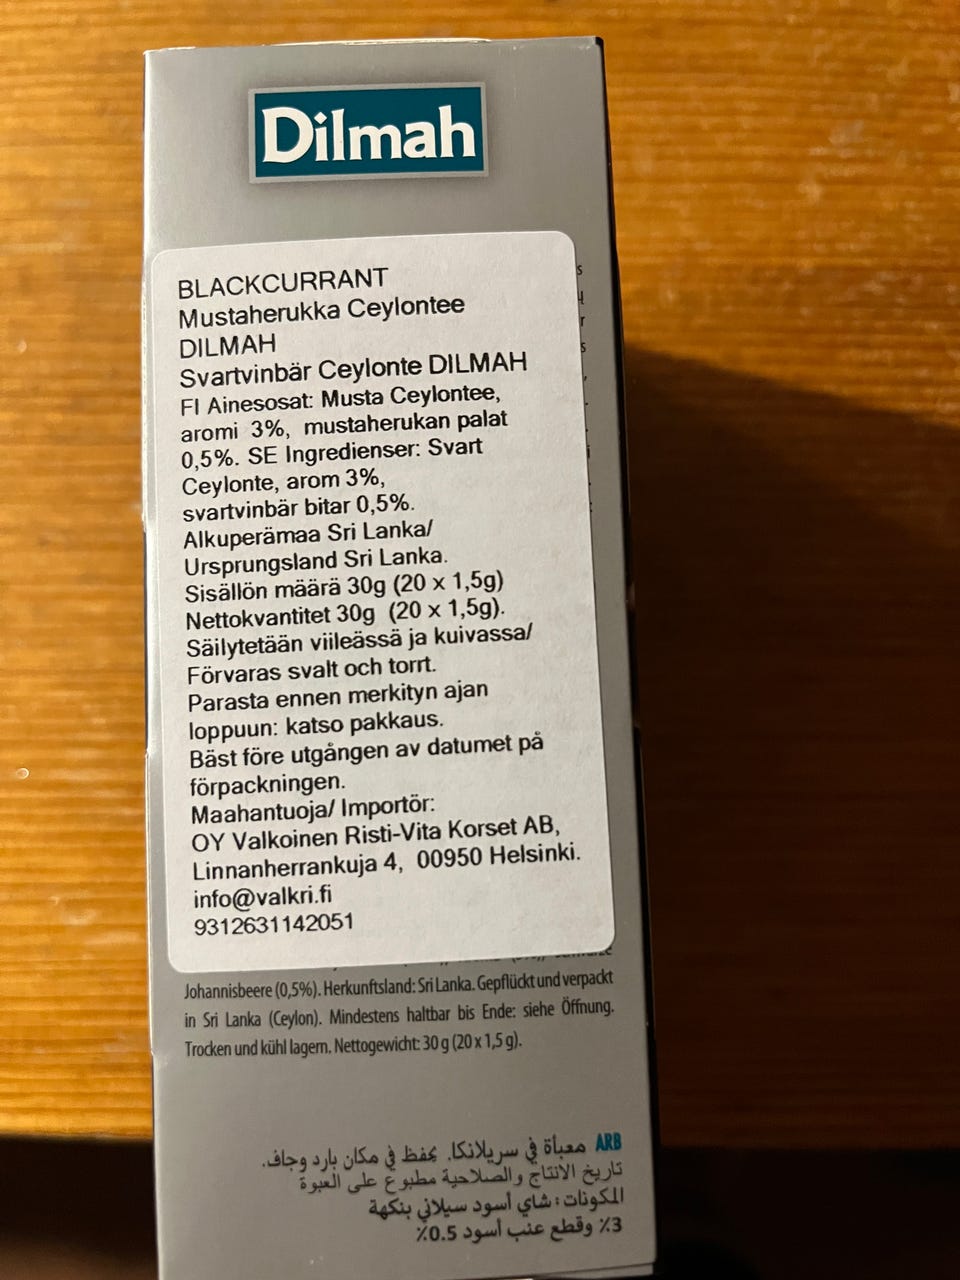 Dilmah
BLACKCURRANT
Mustaherukka Ceylontee
DILMAH
Svartvinbär Ceylonte DILMAH
FI Ainesosat: Musta Ceylontee,
aromi 3%, mustaherukan palat
0,5%. SE Ingredienser: Svart
Ceylonte, arom 3%,
svartvinbär bitar 0,5%.
Alkuperämaa Sri Lanka/
Ursprungsland Sri Lanka.
Sisällön määrä 30g (20 x 1,5g)
Nettokvantitet 30g (20 x 1,5g).
Säilytetään viileässä ja kuivassa/
Förvaras svalt och torrt.
Parasta ennen merkityn ajan
loppuun: katso pakkaus.
Bäst före utgången av datumet på
förpackningen.
Maahantuoja/ Importör:
OY Valkoinen Risti-Vita Korset AB,
Linnanherrankuja 4, 00950 Helsinki.
info@valkri.fi
9312631142051
Johannisbeere (0,5%). Herkunftsland: Sri Lanka. Gepflückt und verpackt
in Sri Lanka (Ceylon). Mindestens haltbar bis Ende: siehe Öffnung.
Trocken und kühl lagern. Nettogewicht: 30 g (20 x 1,5 g).
ARB معبأة في سريلانكا. يحفظ في مكان بارد وجاف.
تاريخ الانتاج والصلاحية مطبوع على العبوة
المكونات: شاي أسود سيلاني بنكهة
3٪ وقطع عنب أسود 0.5٪